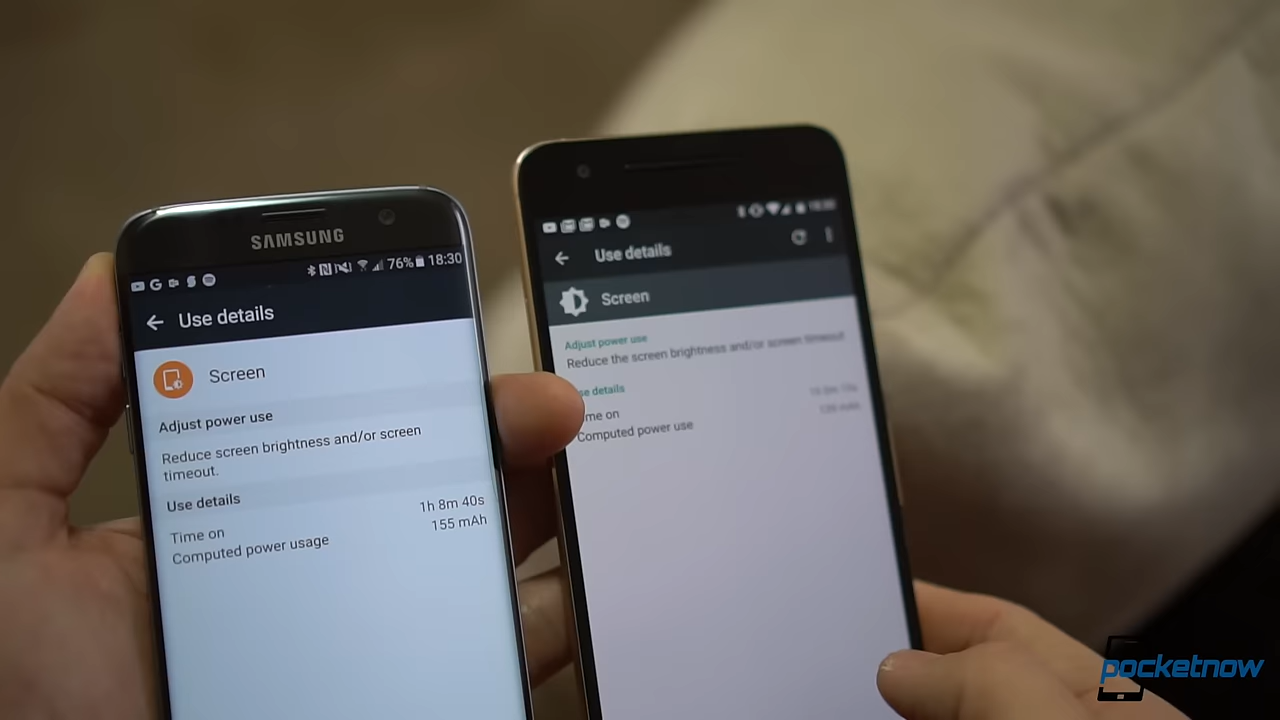 SAMSUNG
76% 18:30
Use details
Screen
Adjust power use
Reduce screen brightness and/or screen
timeout.
Use details
Time on 1h 8m 40s
Computed power usage 155 mAh
Use details
Screen
Adjust power use
Reduce the screen brightness and/or screen timeout
se details
me on
Computed power use
pocketnow